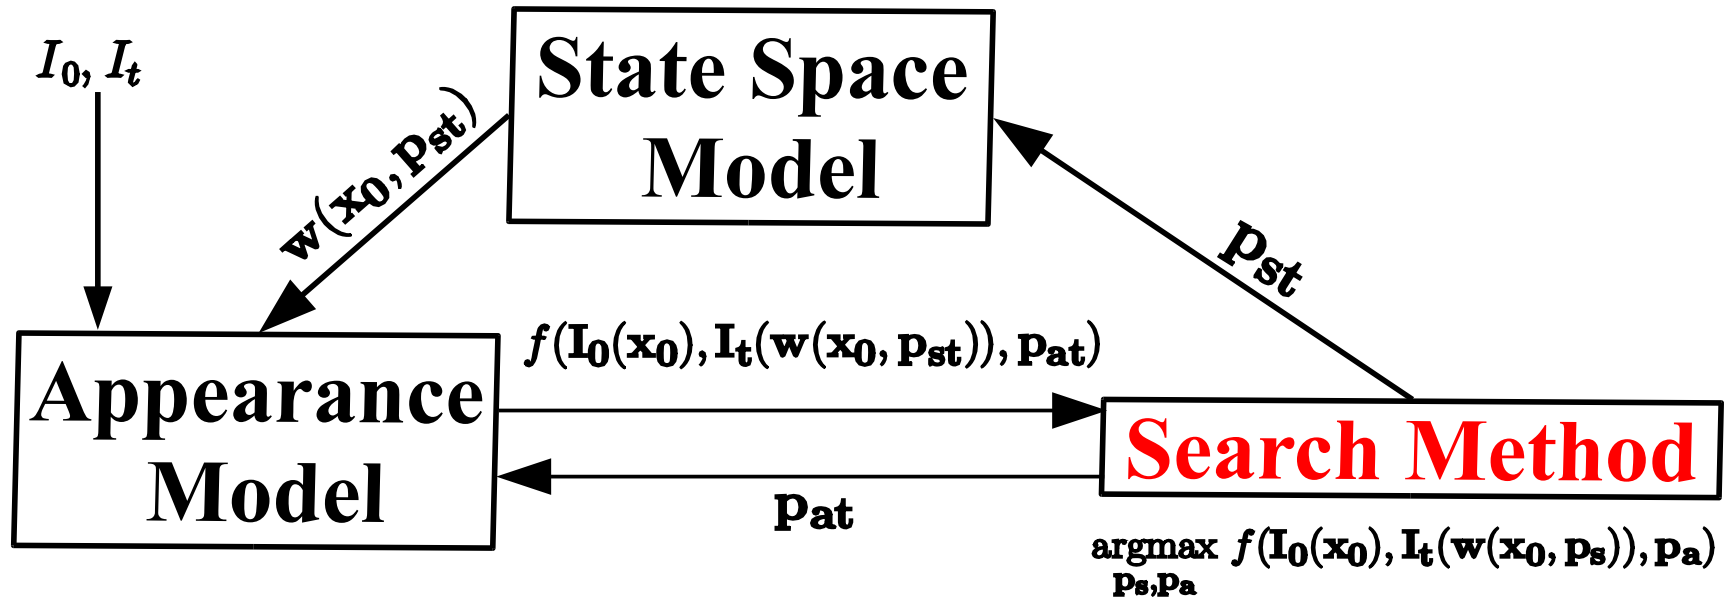 I₀, Iₜ
State Space
Model
w(x₀, pₛₜ)
pₛₜ
f(I₀(x₀), Iₜ(w(x₀, pₛₜ)), pₐₜ)
Appearance
Model
Search Method
pₐₜ
argmax f(I₀(x₀), Iₜ(w(x₀, pₛ)), pₐ)
pₛ,pₐ